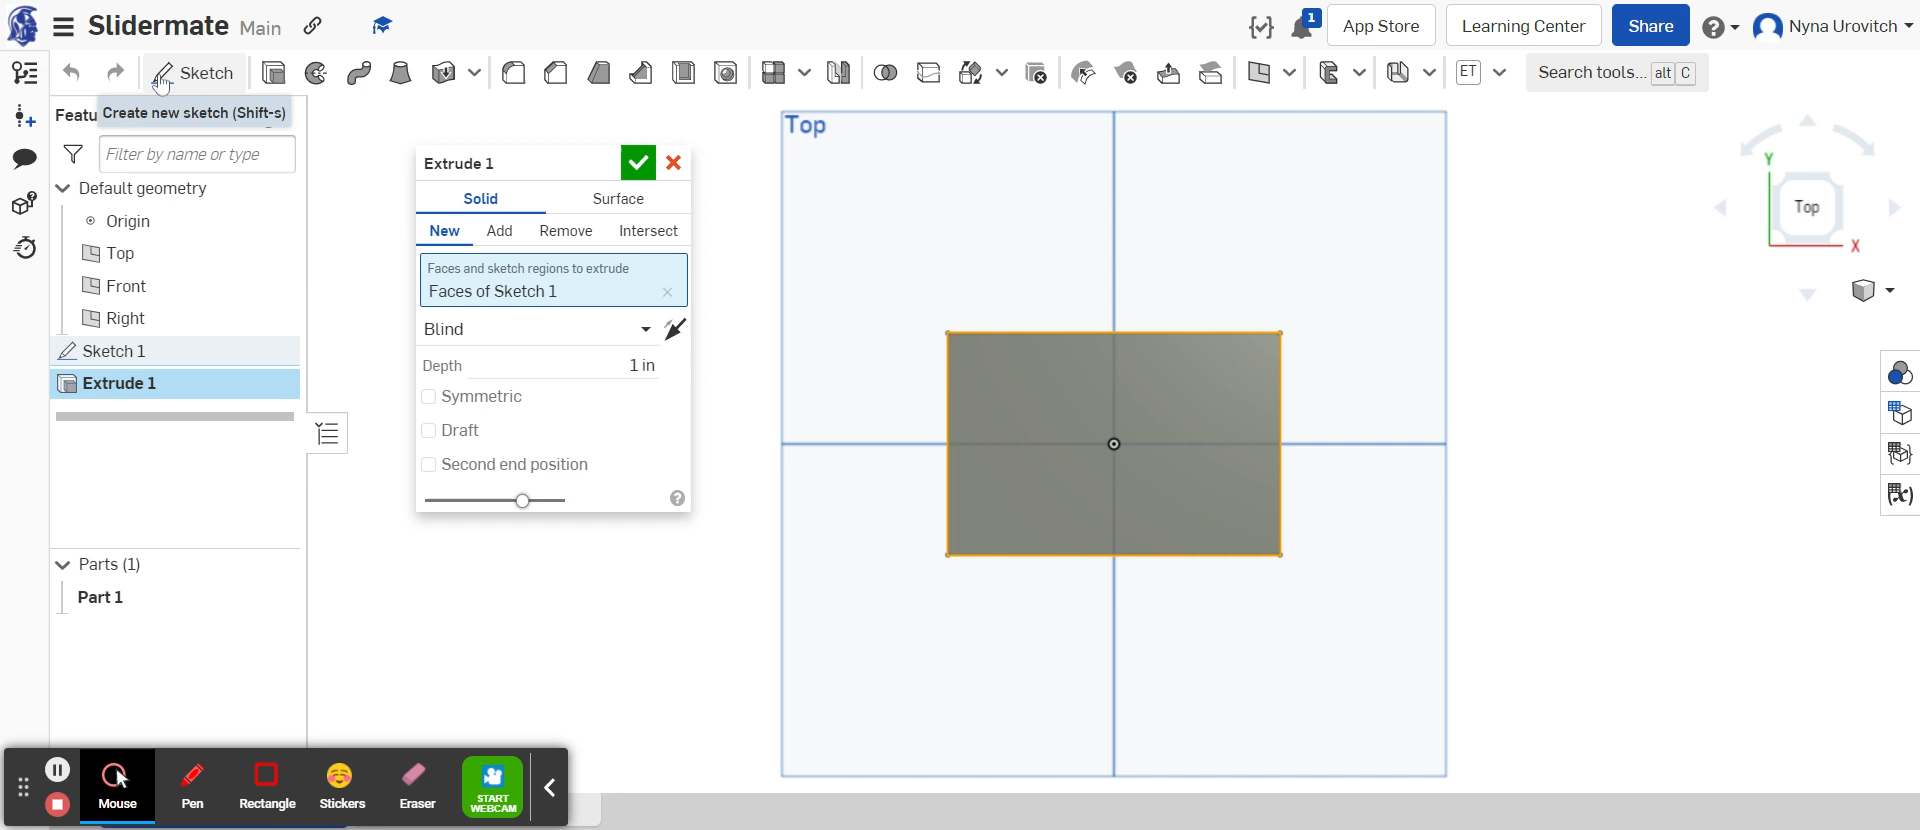 Slidermate Main
1
App Store
Learning Center
Share
Nyna Urovitch
Sketch
ET
Search tools... alt C
Create new sketch (Shift-s)
Featu
Filter by name or type
Default geometry
Origin
Top
Front
Right
Sketch 1
Extrude 1
Parts (1)
Part 1
Extrude 1
Solid
Surface
New
Add
Remove
Intersect
Faces and sketch regions to extrude
Faces of Sketch 1
Blind
Depth
1 in
Symmetric
Draft
Second end position
Top
Y
Top
X
Mouse
Pen
Rectangle
Stickers
Eraser
START
WEBCAM